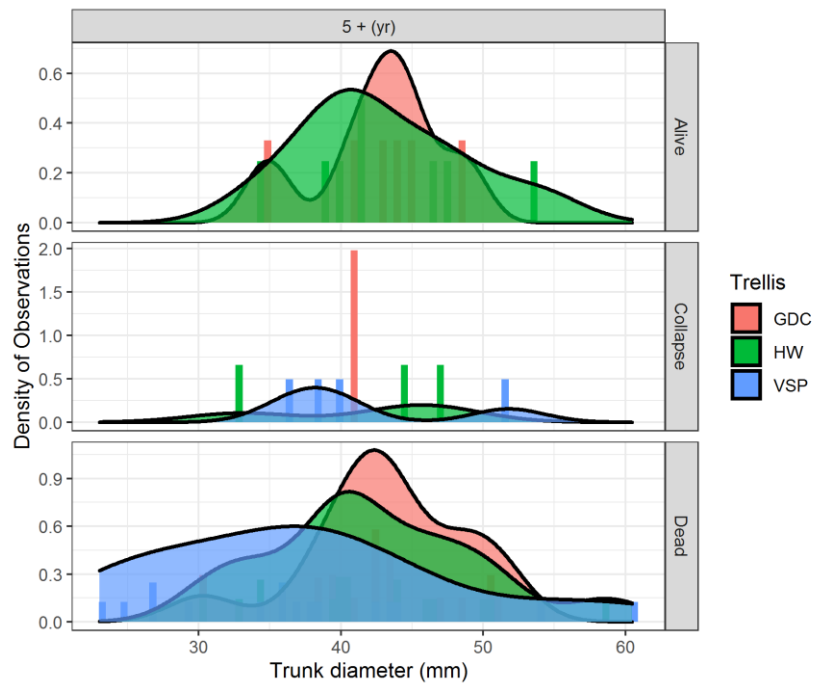 5 + (yr)
0.6
0.4
0.2
0.0
Alive
2.0
1.5
1.0
0.5
0.0
Collapse
0.9
0.6
0.3
0.0
Dead
30 40 50 60
Trunk diameter (mm)
Density of Observations
Trellis
GDC
HW
VSP